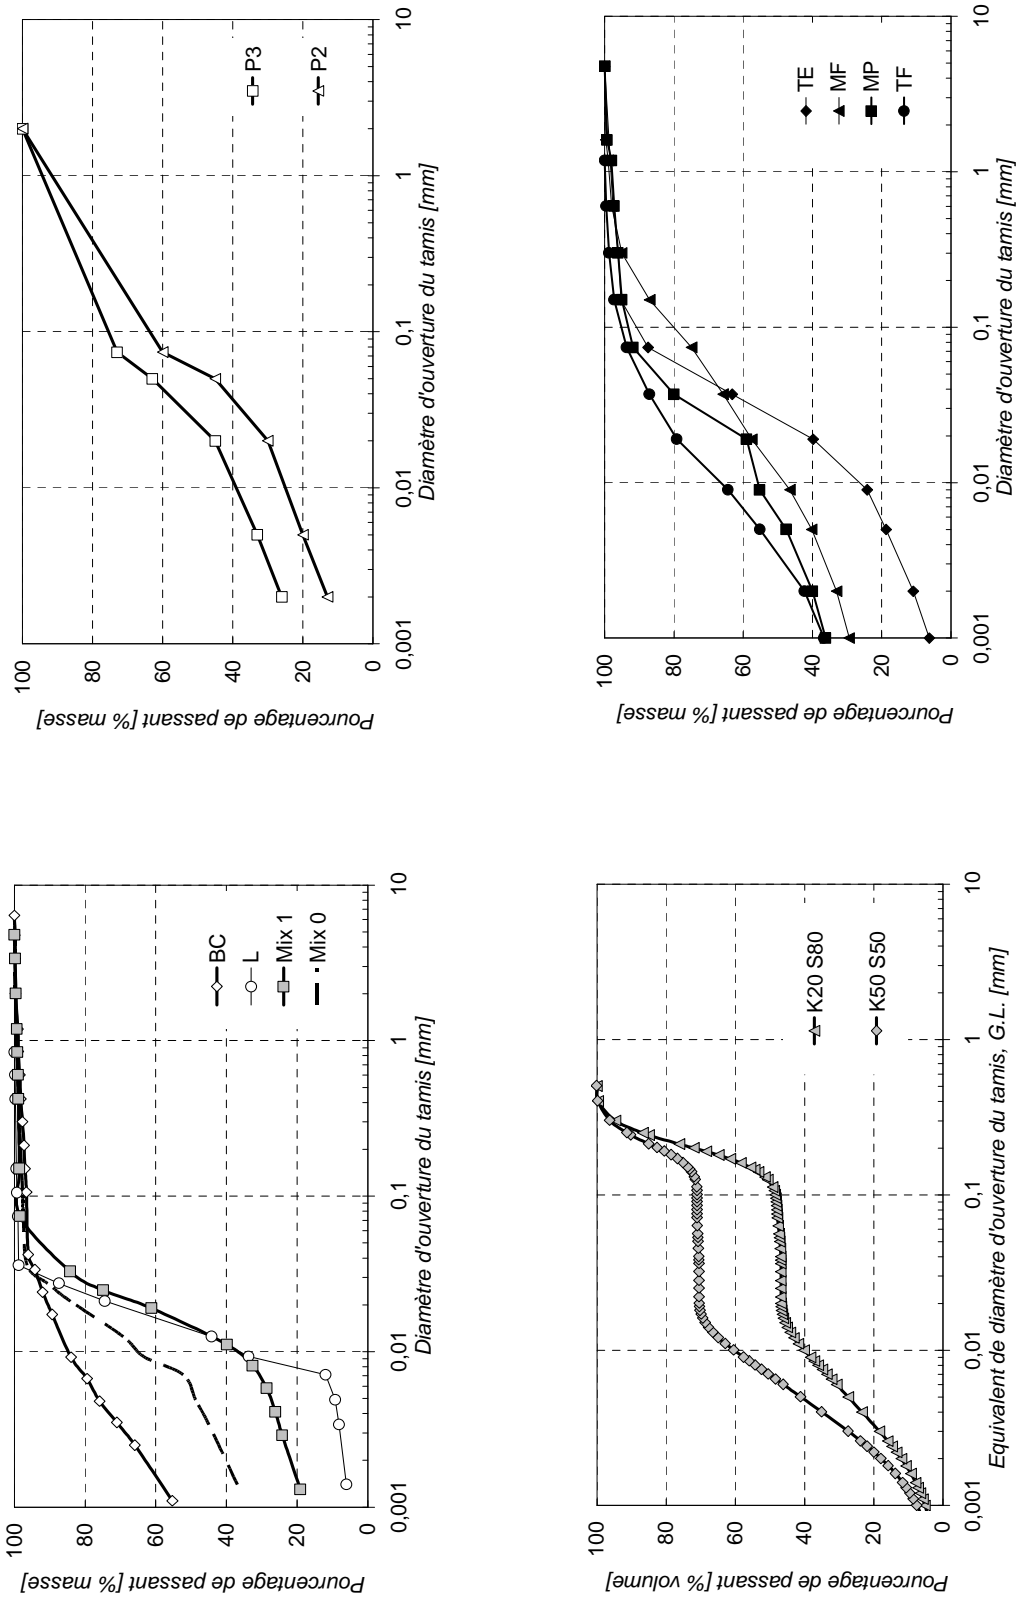 Pourcentage de passant [% masse]
100
80
60
40
20
0
0,001
0,01
0,1
1
10
Diamètre d'ouverture du tamis [mm]
BC
L
Mix 1
Mix 0
Pourcentage de passant [% masse]
100
80
60
40
20
0
0,001
0,01
0,1
1
10
Diamètre d'ouverture du tamis [mm]
P3
P2
Pourcentage de passant [% volume]
100
80
60
40
20
0
0,001
0,01
0,1
1
10
Equivalent de diamètre d'ouverture du tamis, G.L. [mm]
K20 S80
K50 S50
Pourcentage de passant [% masse]
100
80
60
40
20
0
0,001
0,01
0,1
1
10
Diamètre d'ouverture du tamis [mm]
TE
MF
MP
TF